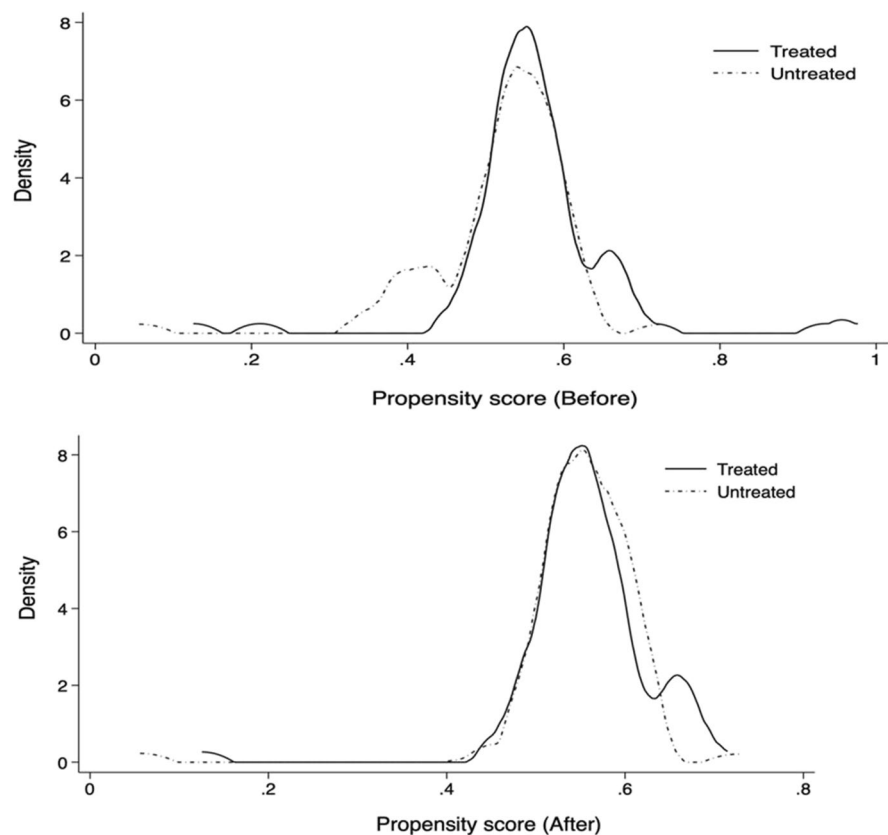 8
6
4
2
0
Density
Treated
Untreated
0
.2
.4
.6
.8
1
Propensity score (Before)
8
6
4
2
0
Density
Treated
Untreated
0
.2
.4
.6
.8
Propensity score (After)